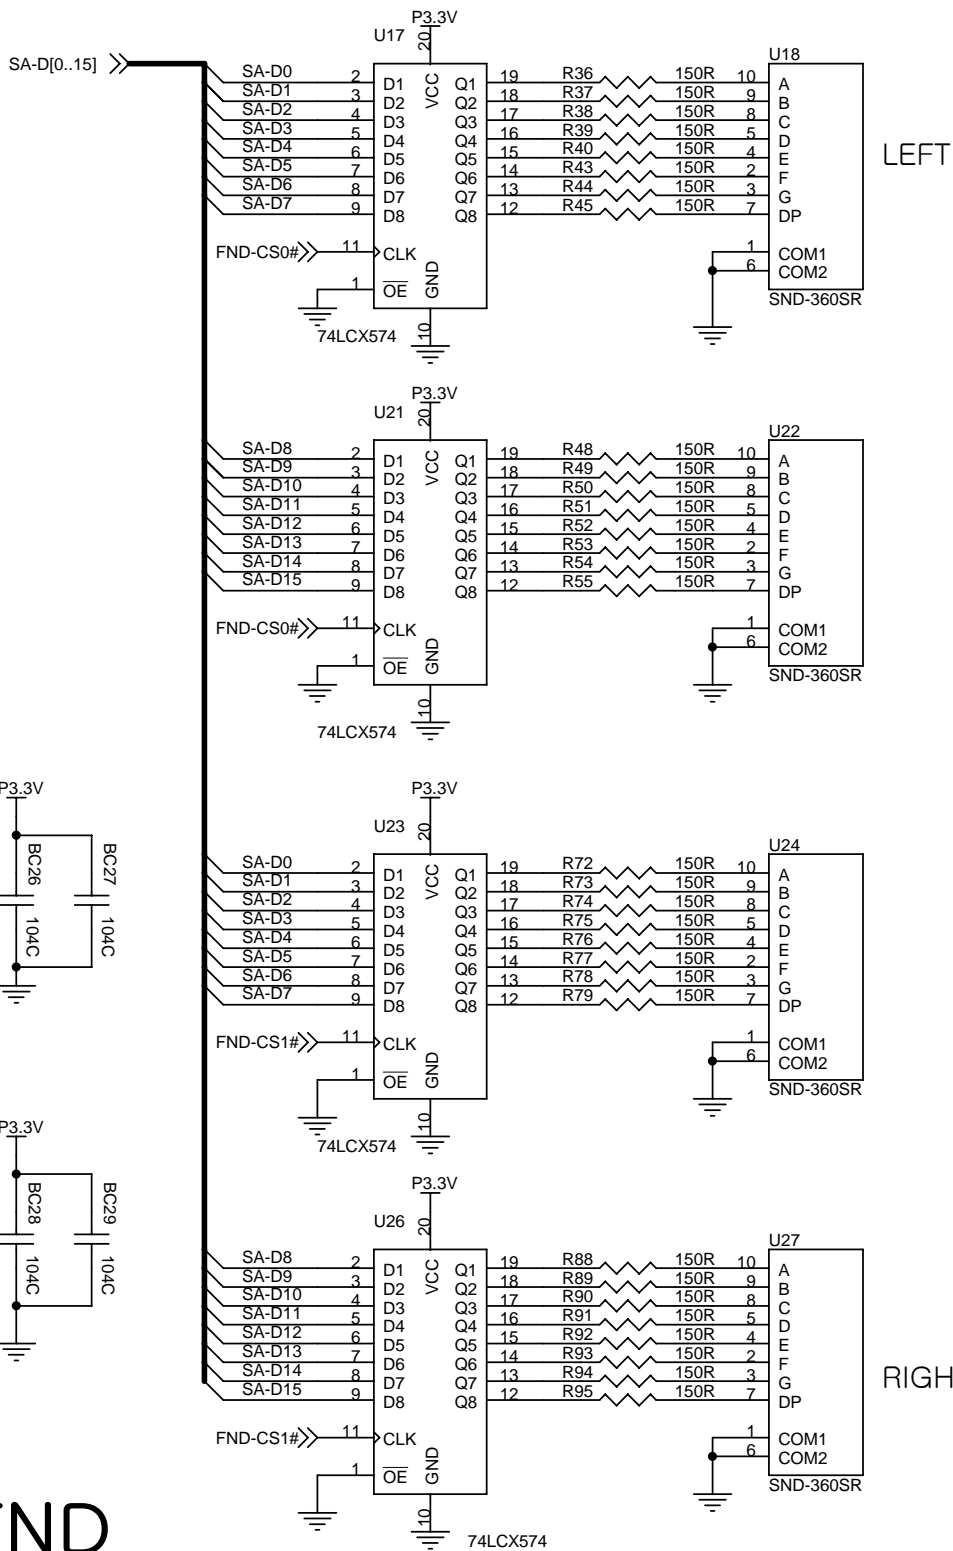 SA-D[0..15]
P3.3V
U17
20
U18
SA-D0 2 D1 VCC Q1 19 R36 150R 10 A
SA-D1 3 D2 Q2 18 R37 150R 9 B
SA-D2 4 D3 Q3 17 R38 150R 8 C
SA-D3 5 D4 Q4 16 R39 150R 5 D
SA-D4 6 D5 Q5 15 R40 150R 4 E
LEFT
SA-D5 7 D6 Q6 14 R43 150R 2 F
SA-D6 8 D7 Q7 13 R44 150R 3 G
SA-D7 9 D8 Q8 12 R45 150R 7 DP
FND-CS0# 11 CLK 1 COM1
6 COM2
1 OE GND SND-360SR
74LCX574 10
P3.3V
U21
20
U22
SA-D8 2 D1 VCC Q1 19 R48 150R 10 A
SA-D9 3 D2 Q2 18 R49 150R 9 B
SA-D10 4 D3 Q3 17 R50 150R 8 C
SA-D11 5 D4 Q4 16 R51 150R 5 D
SA-D12 6 D5 Q5 15 R52 150R 4 E
SA-D13 7 D6 Q6 14 R53 150R 2 F
SA-D14 8 D7 Q7 13 R54 150R 3 G
SA-D15 9 D8 Q8 12 R55 150R 7 DP
FND-CS0# 11 CLK 1 COM1
6 COM2
1 OE GND SND-360SR
10
74LCX574
P3.3V
BC26 104C
BC27 104C
P3.3V
U23
20
U24
SA-D0 2 D1 VCC Q1 19 R72 150R 10 A
SA-D1 3 D2 Q2 18 R73 150R 9 B
SA-D2 4 D3 Q3 17 R74 150R 8 C
SA-D3 5 D4 Q4 16 R75 150R 5 D
SA-D4 6 D5 Q5 15 R76 150R 4 E
SA-D5 7 D6 Q6 14 R77 150R 2 F
SA-D6 8 D7 Q7 13 R78 150R 3 G
SA-D7 9 D8 Q8 12 R79 150R 7 DP
FND-CS1# 11 CLK 1 COM1
6 COM2
1 OE GND SND-360SR
74LCX574 10
P3.3V
BC28 104C
BC29 104C
P3.3V
U26
20
U27
SA-D8 2 D1 VCC Q1 19 R88 150R 10 A
SA-D9 3 D2 Q2 18 R89 150R 9 B
SA-D10 4 D3 Q3 17 R90 150R 8 C
SA-D11 5 D4 Q4 16 R91 150R 5 D
SA-D12 6 D5 Q5 15 R92 150R 4 E
SA-D13 7 D6 Q6 14 R93 150R 2 F
SA-D14 8 D7 Q7 13 R94 150R 3 G
RIGH
SA-D15 9 D8 Q8 12 R95 150R 7 DP
FND-CS1# 11 CLK 1 COM1
6 COM2
1 OE GND SND-360SR
10
74LCX574
ND